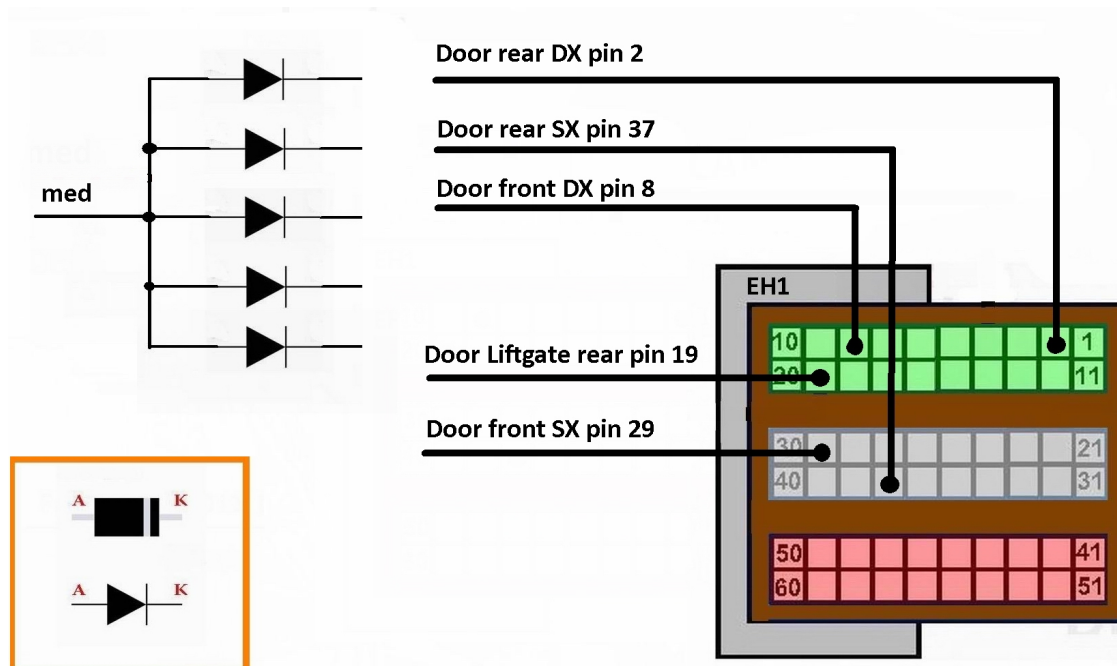 Door rear DX pin 2
Door rear SX pin 37
med
Door front DX pin 8
EH1
10 1
Door Liftgate rear pin 19
20 11
Door front SX pin 29
30 21
40 31
A K
50 41
60 51
A K